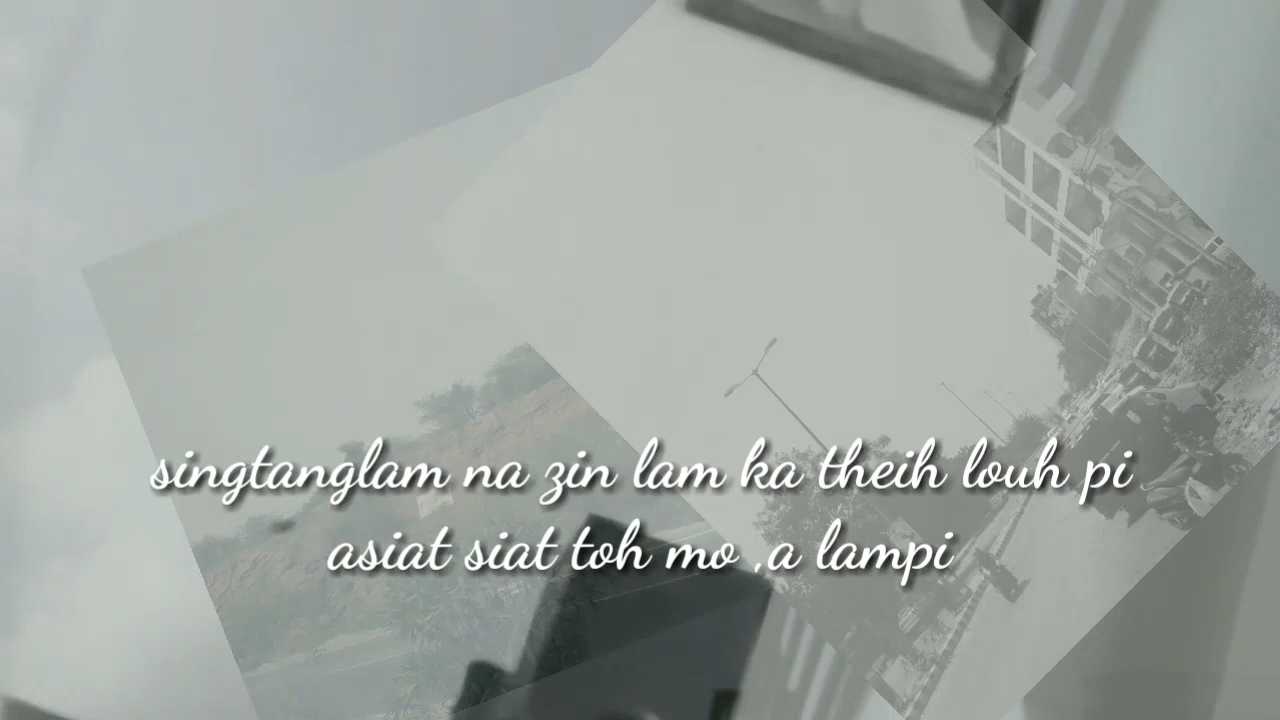 singtanglam na zin lam ka theih louh pi
asiat siat toh mo ,a lampi